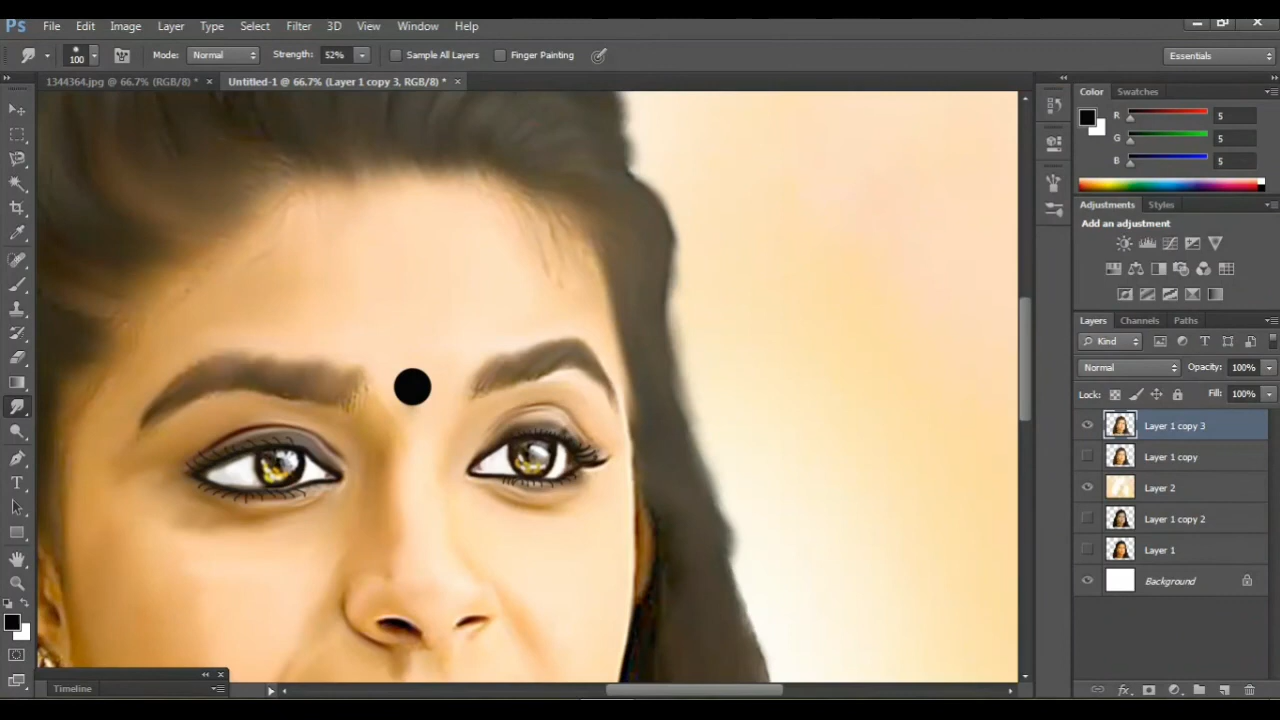 Ps File Edit Image Layer Type Select Filter 3D View Window Help
100 Mode: Normal Strength: 52% Sample All Layers Finger Painting Essentials
1344364.jpg @ 66.7% (RGB/8) * × Untitled-1 @ 66.7% (Layer 1 copy 3, RGB/8) * ×
Color Swatches
R 5
G 5
B 5
Adjustments Styles
Add an adjustment
Layers Channels Paths
Kind
Normal Opacity: 100%
Lock: Fill: 100%
Layer 1 copy 3
Layer 1 copy
Layer 2
Layer 1 copy 2
Layer 1
Background
Timeline